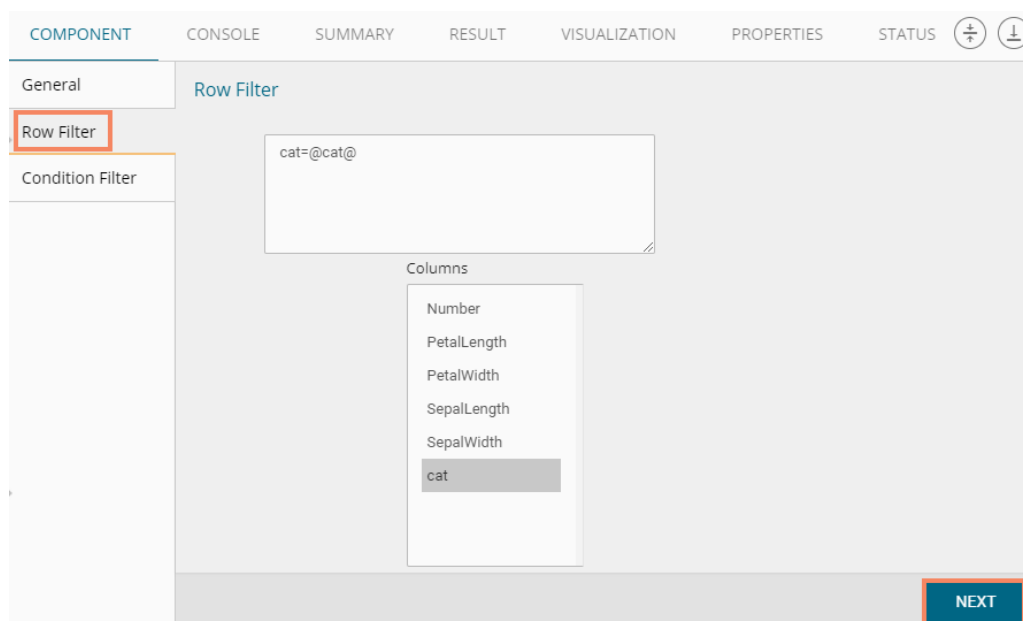 COMPONENT CONSOLE SUMMARY RESULT VISUALIZATION PROPERTIES STATUS
General
Row Filter
Condition Filter
Row Filter
cat=@cat@
Columns
Number
PetalLength
PetalWidth
SepalLength
SepalWidth
cat
NEXT